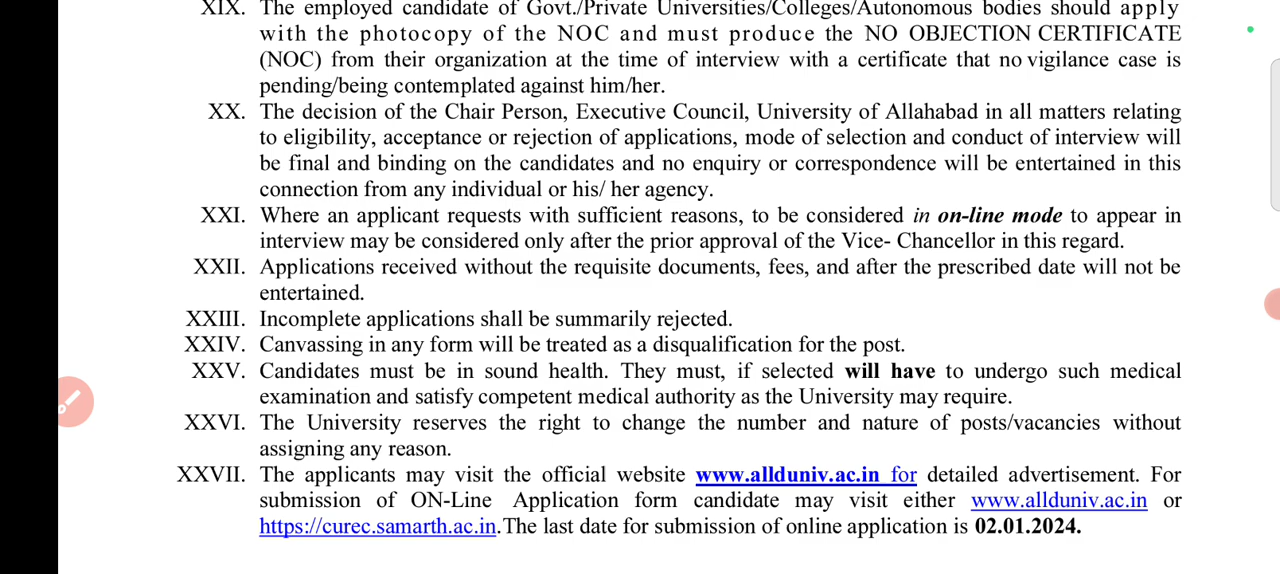 XIX. The employed candidate of Govt./Private Universities/Colleges/Autonomous bodies should apply
with the photocopy of the NOC and must produce the NO OBJECTION CERTIFICATE
(NOC) from their organization at the time of interview with a certificate that no vigilance case is
pending/being contemplated against him/her.
XX. The decision of the Chair Person, Executive Council, University of Allahabad in all matters relating
to eligibility, acceptance or rejection of applications, mode of selection and conduct of interview will
be final and binding on the candidates and no enquiry or correspondence will be entertained in this
connection from any individual or his/ her agency.
XXI. Where an applicant requests with sufficient reasons, to be considered in on-line mode to appear in
interview may be considered only after the prior approval of the Vice- Chancellor in this regard.
XXII. Applications received without the requisite documents, fees, and after the prescribed date will not be
entertained.
XXIII. Incomplete applications shall be summarily rejected.
XXIV. Canvassing in any form will be treated as a disqualification for the post.
XXV. Candidates must be in sound health. They must, if selected will have to undergo such medical
examination and satisfy competent medical authority as the University may require.
XXVI. The University reserves the right to change the number and nature of posts/vacancies without
assigning any reason.
XXVII. The applicants may visit the official website www.allduniv.ac.in for detailed advertisement. For
submission of ON-Line Application form candidate may visit either www.allduniv.ac.in or
https://curec.samarth.ac.in.The last date for submission of online application is 02.01.2024.